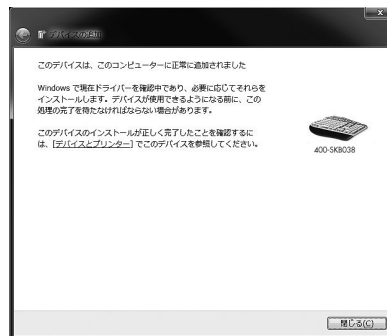 デバイスの追加
このデバイスは、このコンピューターに正常に追加されました
Windows で現在ドライバーを確認中であり、必要に応じてそれらを
インストールします。デバイスが使用できるようになる前に、この
処理の完了を待たなければならない場合があります。
このデバイスのインストールが正しく完了したことを確認するに
は、[デバイスとプリンター] でこのデバイスを参照してください。
400-SKB038
閉じる(C)